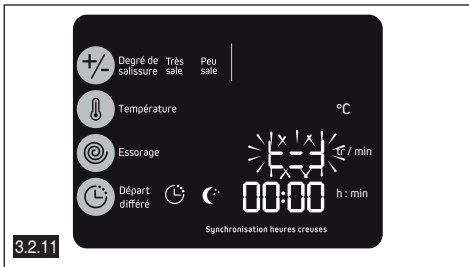 +/- Degré de salissure Très sale Peu sale
Température °C
Essorage / min
Départ différé 00:00 h : min
Synchronisation heures creuses
3.2.11